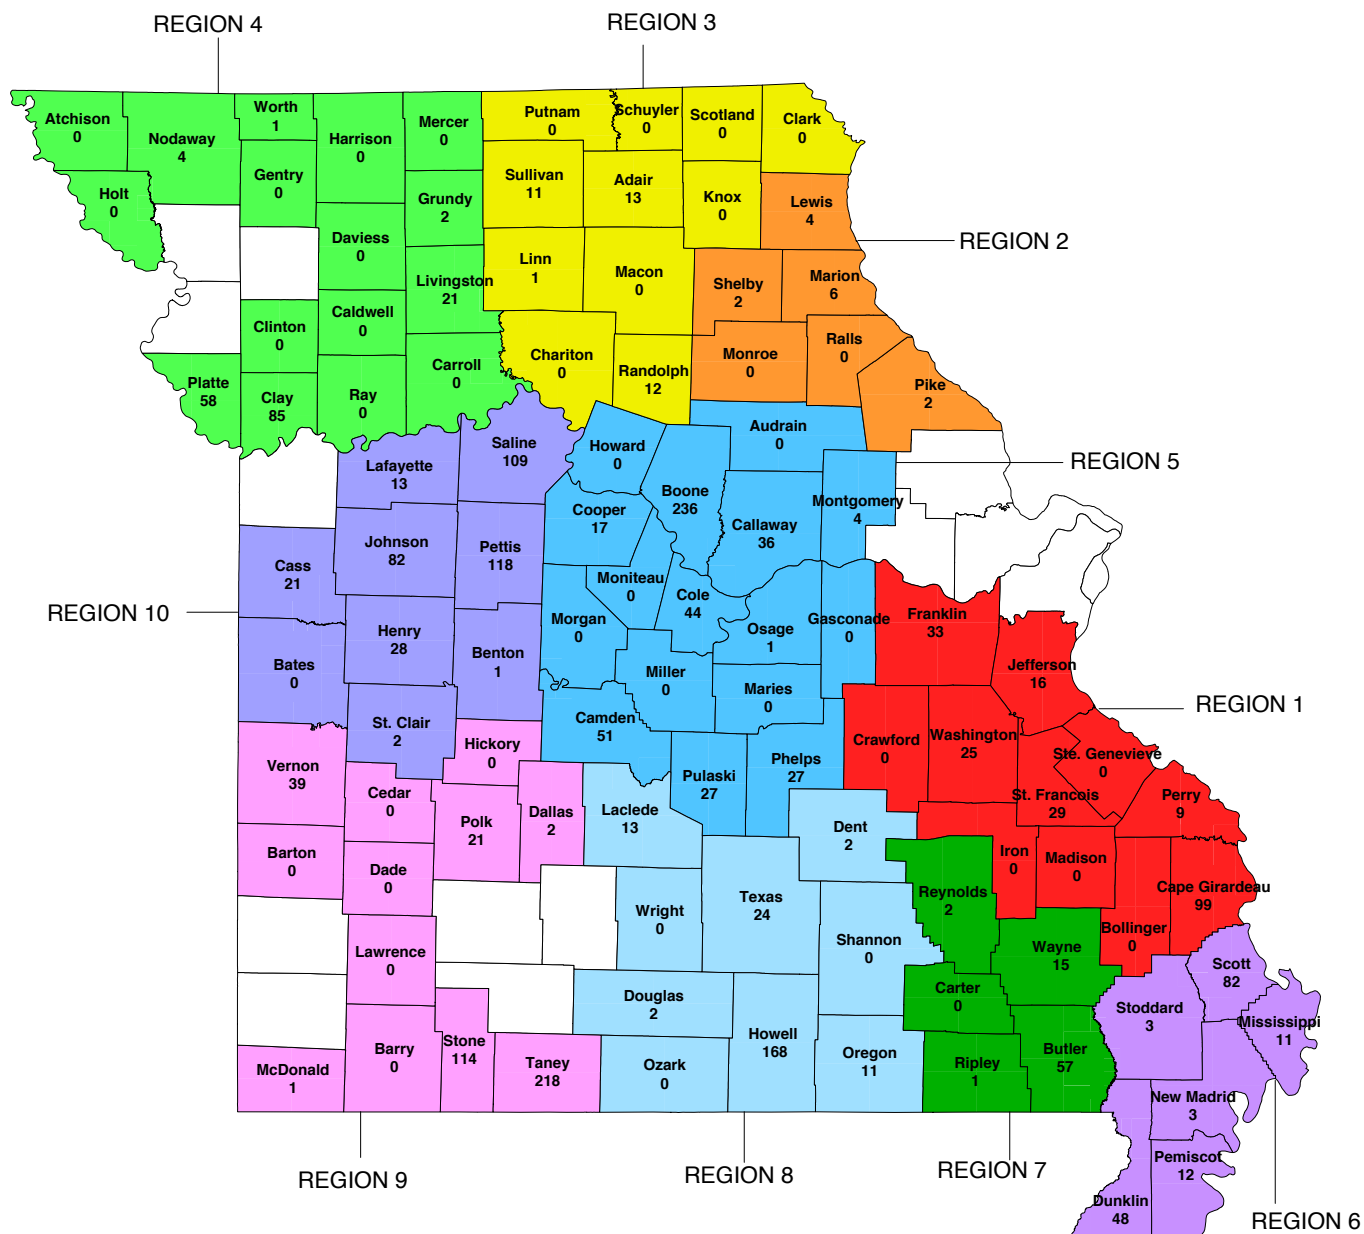 REGION 4
REGION 3
Atchison
0
Nodaway
4
Worth
1
Harrison
0
Mercer
0
Putnam
0
Schuyler
0
Scotland
0
Clark
0
Holt
0
Gentry
0
Grundy
2
Sullivan
11
Adair
13
Knox
0
Lewis
4
REGION 2
Daviess
0
Livingston
21
Linn
1
Macon
0
Shelby
2
Marion
6
Clinton
0
Caldwell
0
Carroll
0
Chariton
0
Randolph
12
Monroe
0
Ralls
0
Pike
2
Platte
58
Clay
85
Ray
0
Lafayette
13
Saline
109
Howard
0
Boone
236
Audrain
0
REGION 5
Montgomery
4
Cooper
17
Callaway
36
Cass
21
Johnson
82
Pettis
118
Moniteau
0
Cole
44
REGION 10
Henry
28
Benton
1
Morgan
0
Osage
1
Gasconade
0
Franklin
33
Bates
0
Miller
0
Maries
0
Jefferson
16
REGION 1
St. Clair
2
Hickory
0
Camden
51
Pulaski
27
Phelps
27
Crawford
0
Washington
25
Ste. Genevieve
0
St. Francois
29
Perry
9
Vernon
39
Cedar
0
Polk
21
Dallas
2
Laclede
13
Dent
2
Iron
0
Madison
0
Barton
0
Dade
0
Wright
0
Texas
24
Reynolds
2
Cape Girardeau
99
Bollinger
0
Lawrence
0
Shannon
0
Wayne
15
Scott
82
Douglas
2
Carter
0
Stoddard
3
Mississippi
11
McDonald
1
Barry
0
Stone
114
Taney
218
Ozark
0
Howell
168
Oregon
11
Ripley
1
Butler
57
New Madrid
3
Pemiscot
12
Dunklin
48
REGION 9
REGION 8
REGION 7
REGION 6